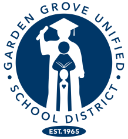 GARDEN GROVE UNIFIED
SCHOOL DISTRICT
EST.1965